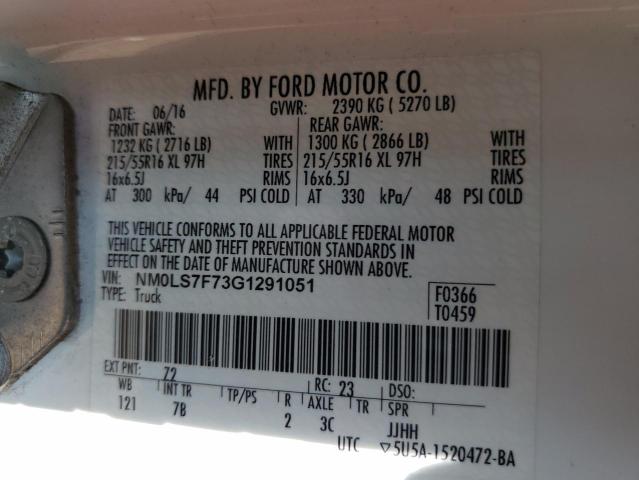 MFD. BY FORD MOTOR CO.
DATE: 06/16 GVWR: 2390 KG ( 5270 LB)
FRONT GAWR: REAR GAWR:
1232 KG ( 2716 LB) WITH 1300 KG ( 2866 LB) WITH
215/55R16 XL 97H TIRES 215/55R16 XL 97H TIRES
16x6.5J RIMS 16x6.5J RIMS
AT 300 kPa/ 44 PSI COLD AT 330 kPa/ 48 PSI COLD
THIS VEHICLE CONFORMS TO ALL APPLICABLE FEDERAL MOTOR
VEHICLE SAFETY AND THEFT PREVENTION STANDARDS IN
EFFECT ON THE DATE OF MANUFACTURE SHOWN ABOVE.
VIN: NM0LS7F73G1291051 F0366
TYPE: Truck T0459
EXT PNT: Z2 RC: 23 DSO:
WB INT TR TP/PS R AXLE TR SPR
121 7B 2 3C JJHH
UTC ▽5U5A-1520472-BA